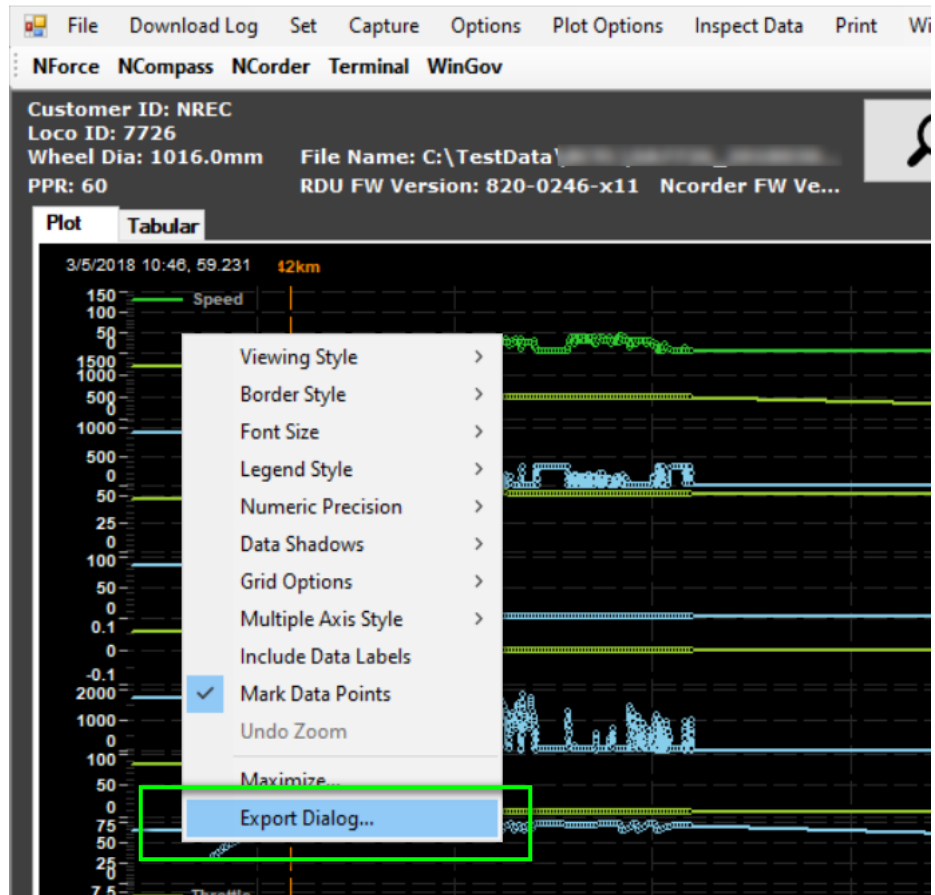 File Download Log Set Capture Options Plot Options Inspect Data Print Wi
NForce NCompass NCorder Terminal WinGov
Customer ID: NREC
Loco ID: 7726
Wheel Dia: 1016.0mm File Name: C:\TestData\
PPR: 60 RDU FW Version: 820-0246-x11 Ncorder FW Ve...
Plot Tabular
3/5/2018 10:46, 59.231 42km
150
Speed
100
50
0
1500
1000
500
0
1000
500
0
50
25
0
100
50
0
0.1
0
-0.1
2000
1000
0
100
50
0
75
50
25
0
7.5
Throttle
Viewing Style
Border Style
Font Size
Legend Style
Numeric Precision
Data Shadows
Grid Options
Multiple Axis Style
Include Data Labels
Mark Data Points
Undo Zoom
Maximize...
Export Dialog...